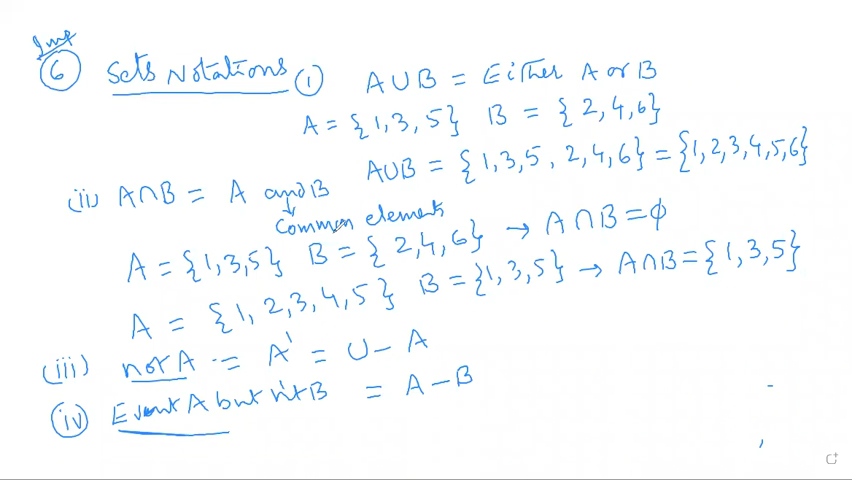 Imp
6 Sets Notations (i) A∪B = Either A or B
A = {1,3,5} B = {2,4,6}
A∪B = {1,3,5, 2,4,6} = {1,2,3,4,5,6}
(ii) A∩B = A and B
↓
Common elements
A = {1,3,5} B = {2,4,6} → A∩B = ϕ
A = {1,2,3,4,5} B = {1,3,5} → A∩B = {1,3,5}
(iii) not A = A' = U - A
(iv) Event A but not B = A - B